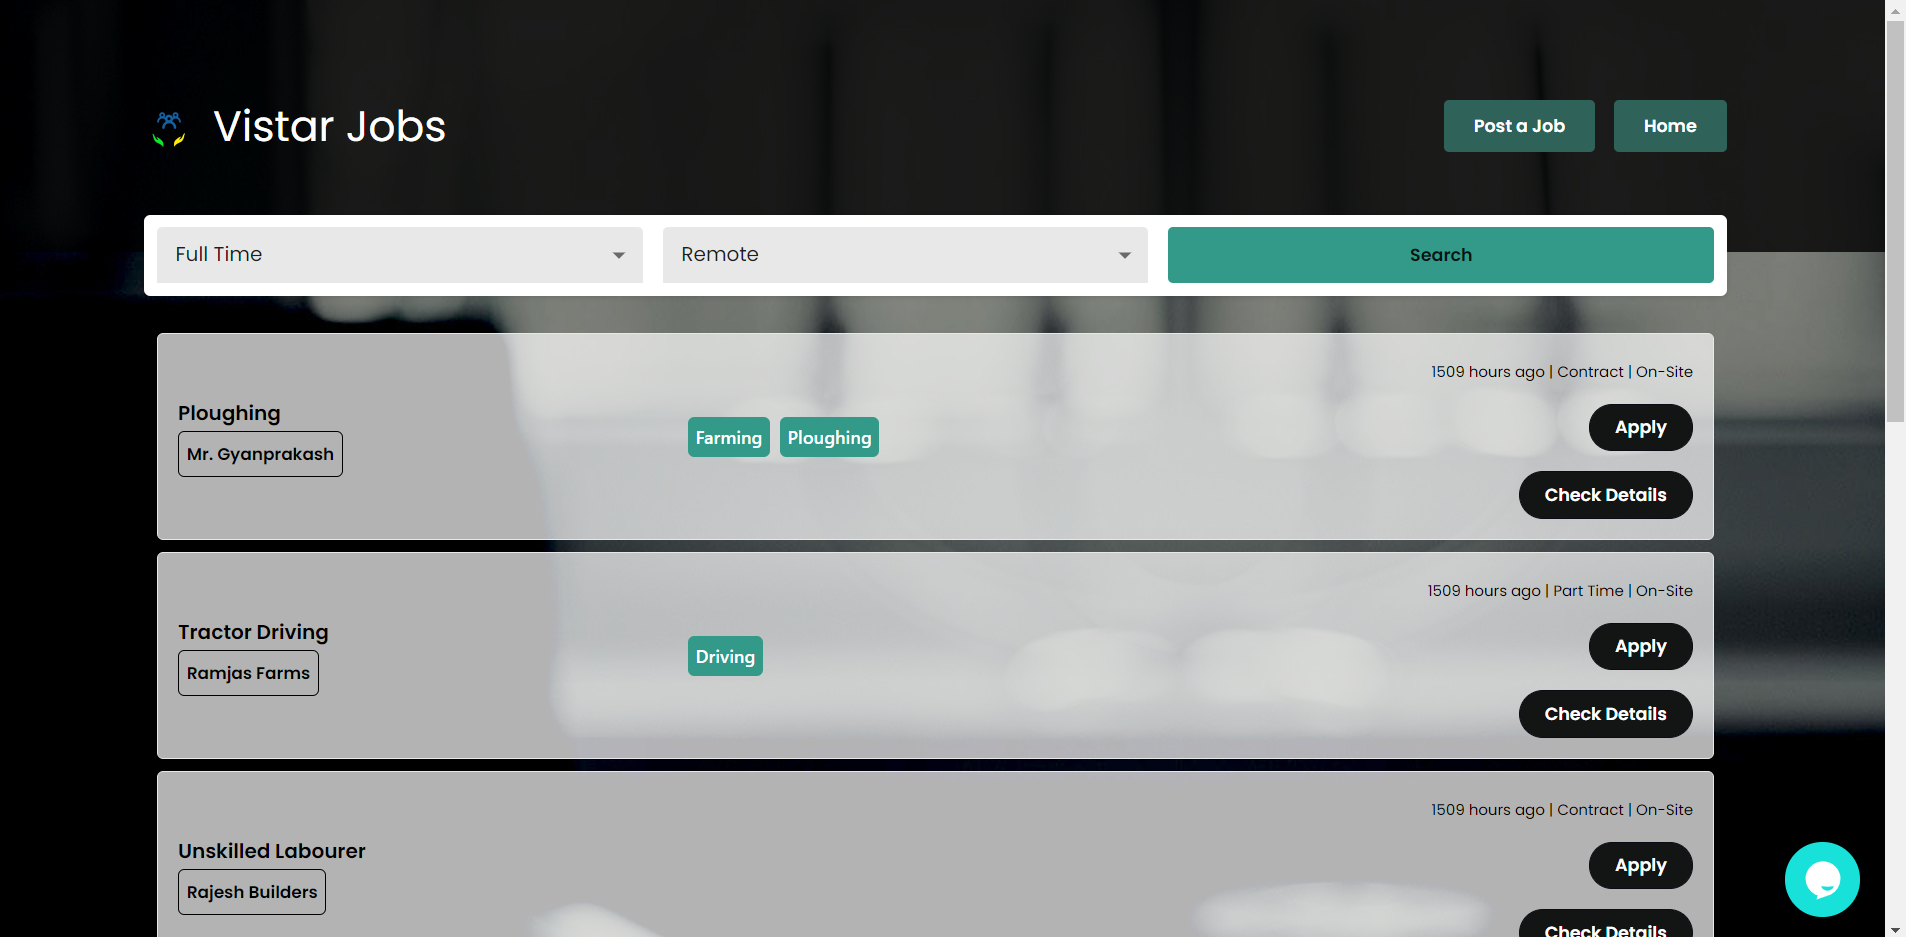 Vistar Jobs
Post a Job
Home
Full Time
Remote
Search
1509 hours ago | Contract | On-Site
Ploughing
Mr. Gyanprakash
Farming
Ploughing
Apply
Check Details
1509 hours ago | Part Time | On-Site
Tractor Driving
Ramjas Farms
Driving
Apply
Check Details
1509 hours ago | Contract | On-Site
Unskilled Labourer
Rajesh Builders
Apply
Check Details